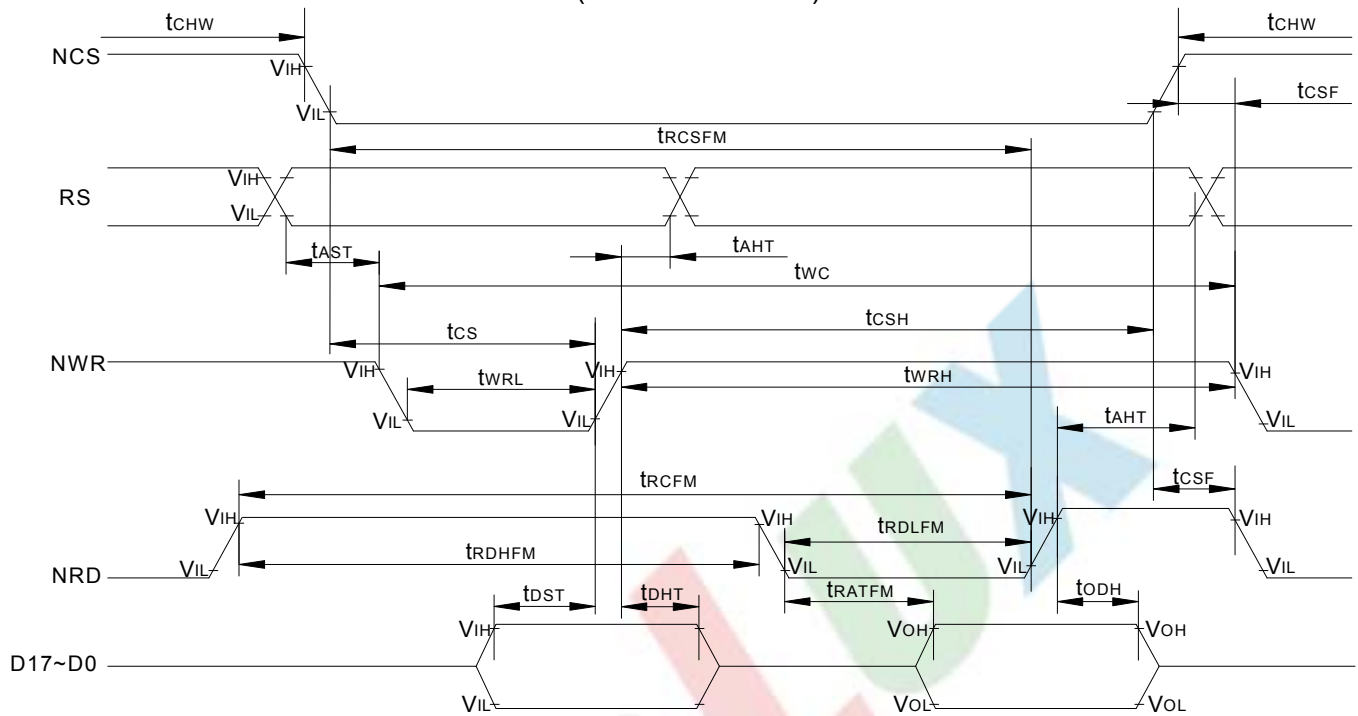 tCHW tCHW
NCS
VIH
VIL
tCSF
tRCSFM
RS
VIH
VIL
tAST
tAHT
tWC
tCS
tCSH
NWR
VIH
VIL
tWRL
VIL
VIH
tWRH
VIH
VIL
tAHT
tRCFM
tCSF
NRD
VIH
VIL
tRDHFM
VIH
VIL
tRDLFM
VIH
VIL
VIH
VIL
tDST
tDHT
tRATFM
tODH
D17~D0
VIH
VIL
VOH
VOL
VOH
VOL
LUX